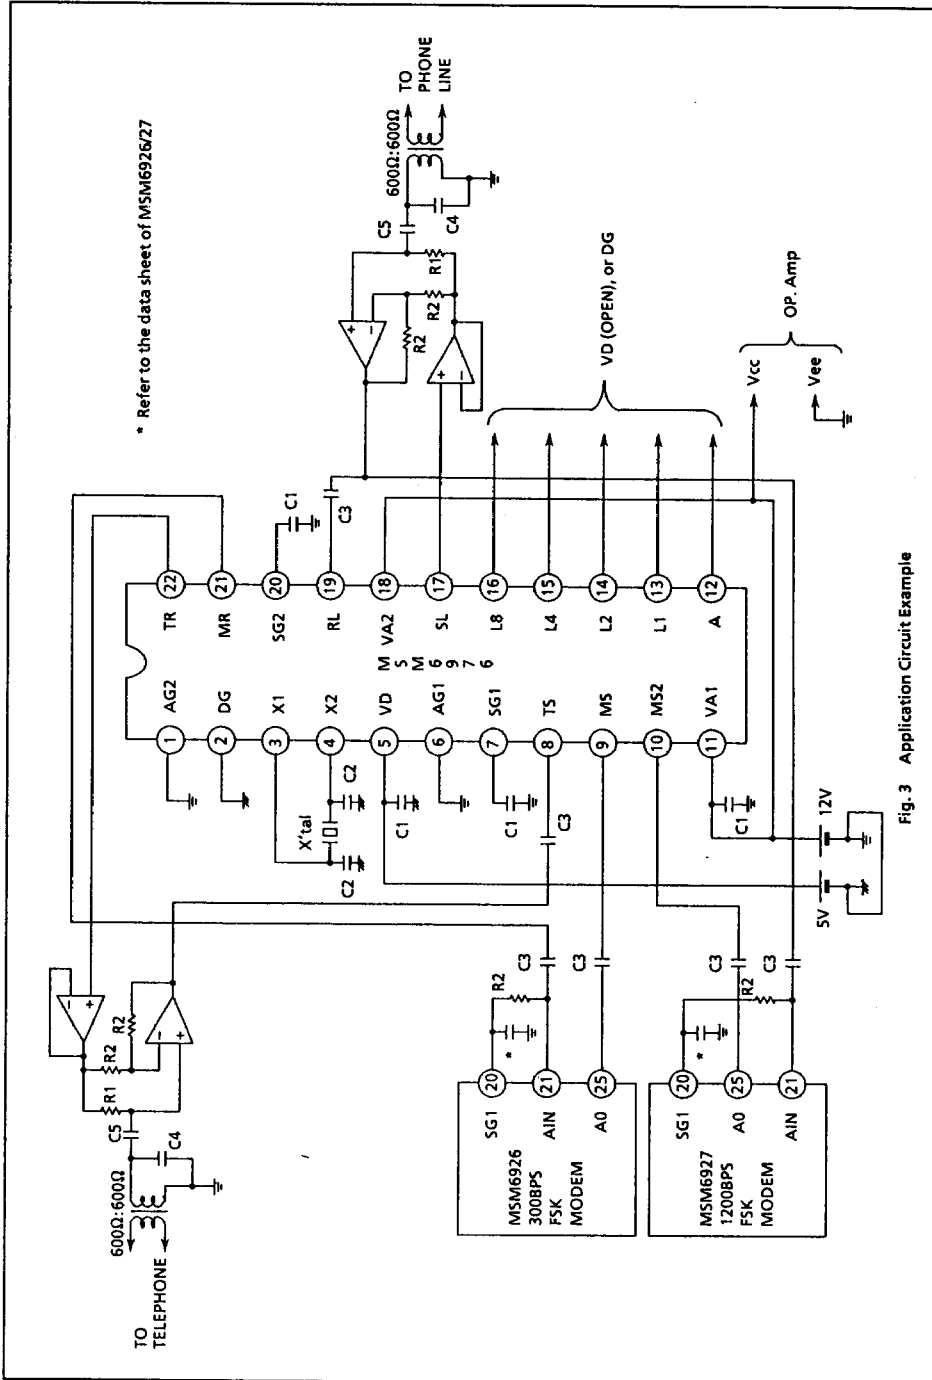 * Refer to the data sheet of MSM6926/27
TO
TELEPHONE
600Ω:600Ω
C5
C4
R1
R2
R2
−
+
−
+
TO
PHONE
LINE
600Ω:600Ω
C5
C4
R1
R2
R2
+
−
+
−
M
S
M
6
9
7
6
1 AG2
2 DG
3 X1
4 X2
5 VD
6 AG1
7 SG1
8 TS
9 MS
10 MS2
11 VA1
22 TR
21 MR
20 SG2
19 RL
18 VA2
17 SL
16 L8
15 L4
14 L2
13 L1
12 A
X'tal
C2
C2
C1
C1
C3
C1
C1
C3
VD (OPEN), or DG
Vcc
Vee
OP. Amp
5V
12V
MSM6926
300BPS
FSK
MODEM
SG1 20
AIN 21
A0 25
*
R2
C3
C3
MSM6927
1200BPS
FSK
MODEM
SG1 20
A0 25
AIN 21
*
R2
C3
C3
Fig. 3 Application Circuit Example